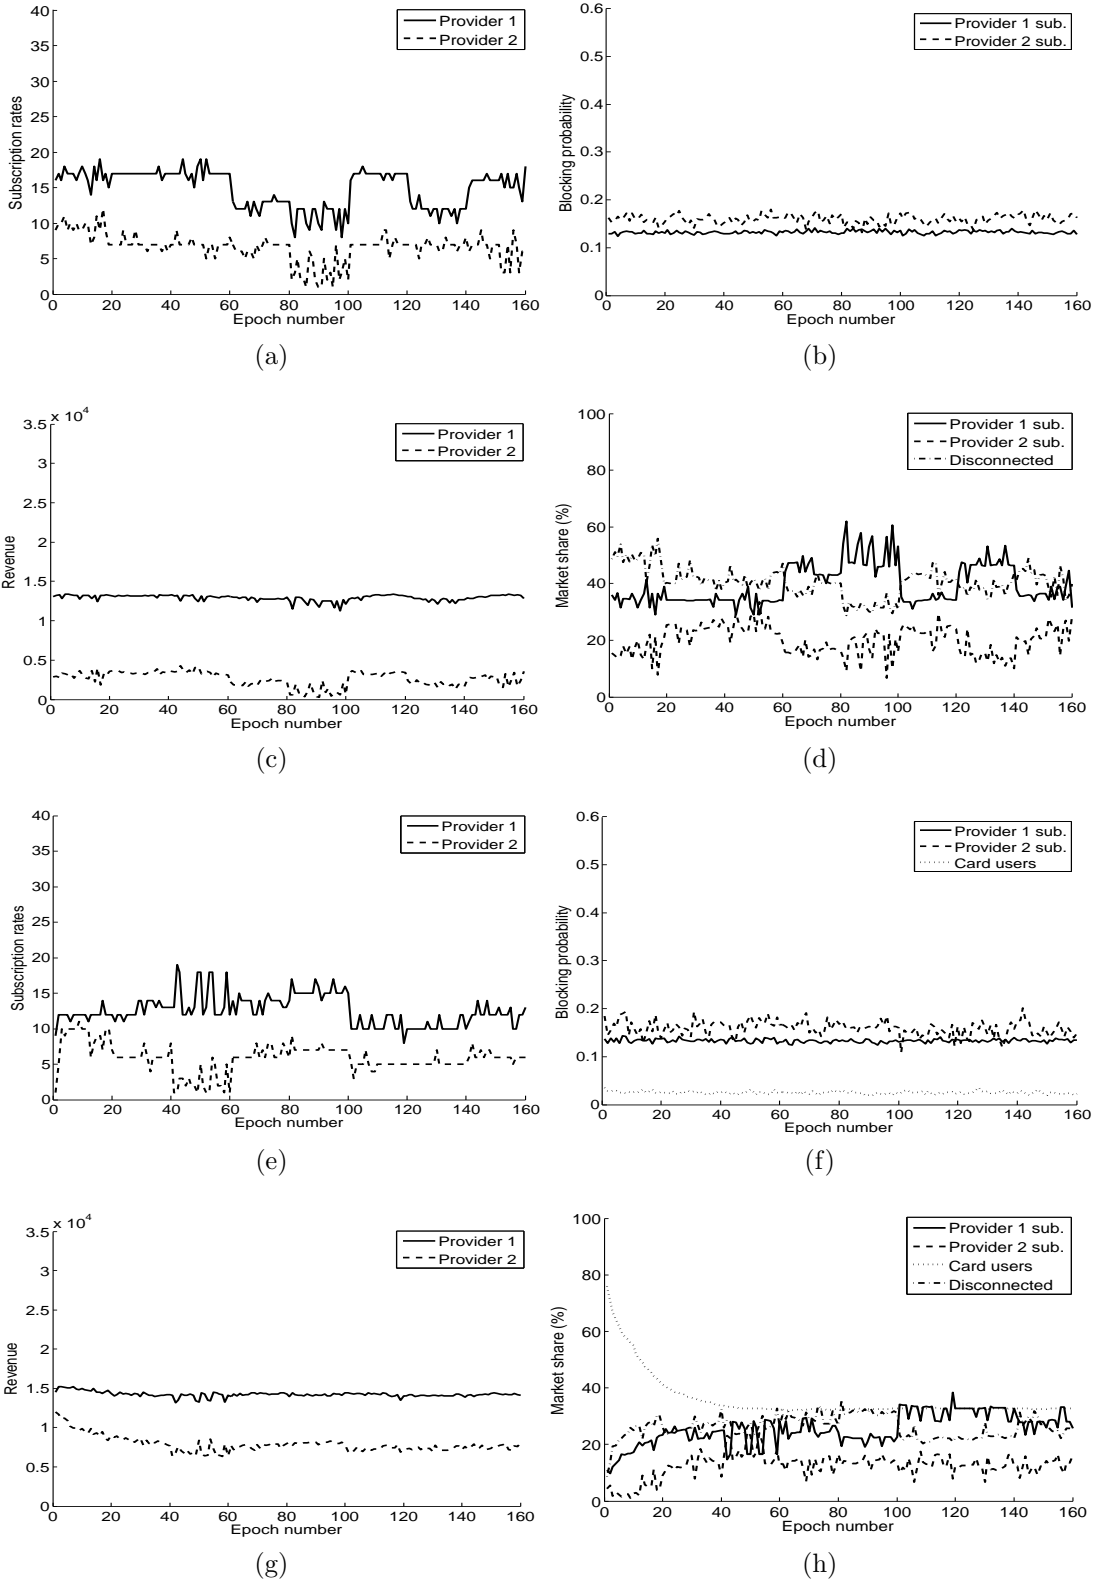 40
35
30
25
20
15
10
5
0
Subscription rates
Provider 1
Provider 2
0 20 40 60 80 100 120 140 160
Epoch number
(a)
0.6
0.5
0.4
0.3
0.2
0.1
0
Blocking probability
Provider 1 sub.
Provider 2 sub.
0 20 40 60 80 100 120 140 160
Epoch number
(b)
x 10⁴
3.5
3
2.5
2
1.5
1
0.5
0
Revenue
Provider 1
Provider 2
0 20 40 60 80 100 120 140 160
Epoch number
(c)
100
80
60
40
20
0
Market share (%)
Provider 1 sub.
Provider 2 sub.
Disconnected
0 20 40 60 80 100 120 140 160
Epoch number
(d)
40
35
30
25
20
15
10
5
0
Subscription rates
Provider 1
Provider 2
0 20 40 60 80 100 120 140 160
Epoch number
(e)
0.6
0.5
0.4
0.3
0.2
0.1
0
Blocking probability
Provider 1 sub.
Provider 2 sub.
Card users
0 20 40 60 80 100 120 140 160
Epoch number
(f)
x 10⁴
3.5
3
2.5
2
1.5
1
0.5
0
Revenue
Provider 1
Provider 2
0 20 40 60 80 100 120 140 160
Epoch number
(g)
100
80
60
40
20
0
Market share (%)
Provider 1 sub.
Provider 2 sub.
Card users
Disconnected
0 20 40 60 80 100 120 140 160
Epoch number
(h)